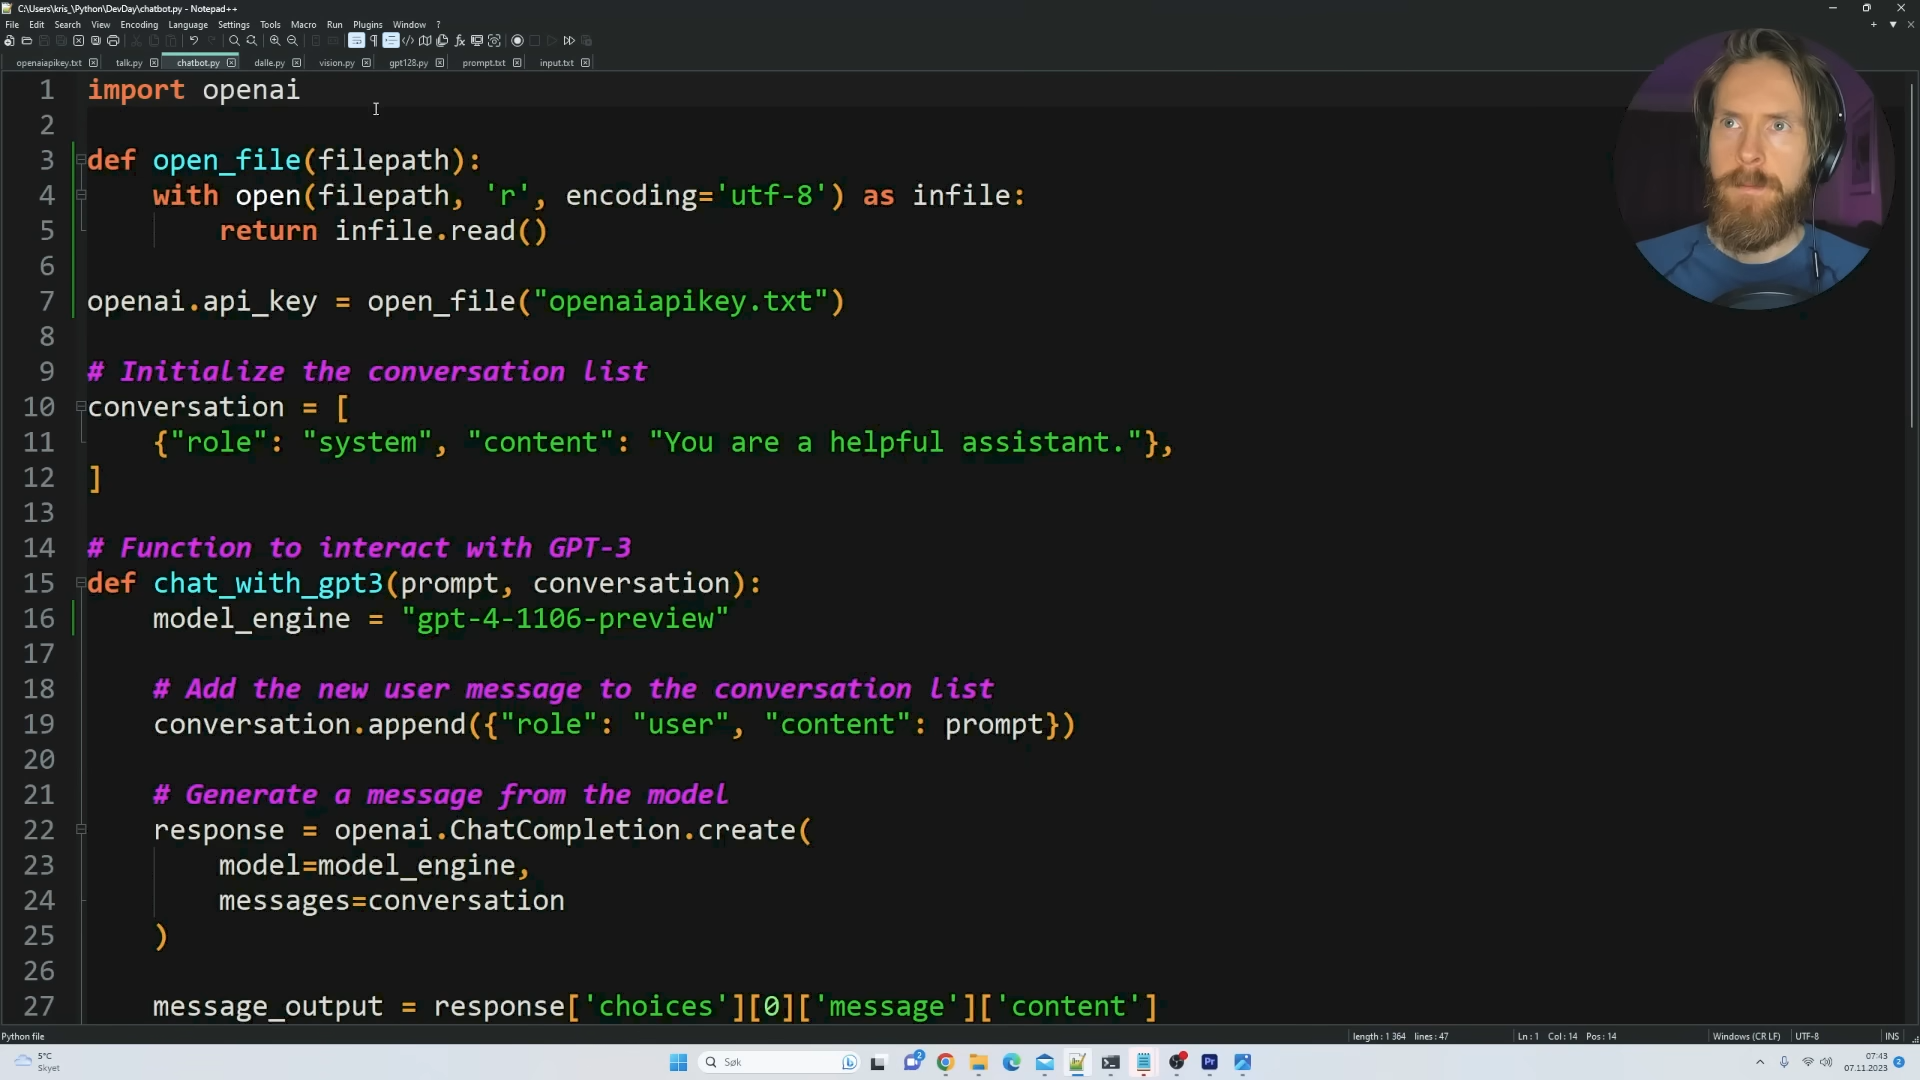 C:\Users\kris_\Python\DevDay\chatbot.py - Notepad++
File Edit Search View Encoding Language Settings Tools Macro Run Plugins Window ?
openaiapikey.txt talk.py chatbot.py dalle.py vision.py gpt128.py prompt.txt input.txt
1 import openai
2
3 def open_file(filepath):
4 with open(filepath, 'r', encoding='utf-8') as infile:
5 return infile.read()
6
7 openai.api_key = open_file("openaiapikey.txt")
8
9 # Initialize the conversation list
10 conversation = [
11 {"role": "system", "content": "You are a helpful assistant."},
12 ]
13
14 # Function to interact with GPT-3
15 def chat_with_gpt3(prompt, conversation):
16 model_engine = "gpt-4-1106-preview"
17
18 # Add the new user message to the conversation list
19 conversation.append({"role": "user", "content": prompt})
20
21 # Generate a message from the model
22 response = openai.ChatCompletion.create(
23 model=model_engine,
24 messages=conversation
25 )
26
27 message_output = response['choices'][0]['message']['content']
Python file length : 1 364 lines : 47 Ln : 1 Col : 14 Pos : 14 Windows (CR LF) UTF-8 INS
5°C
Skyet
Søk
2
07:43
07.11.2023
2